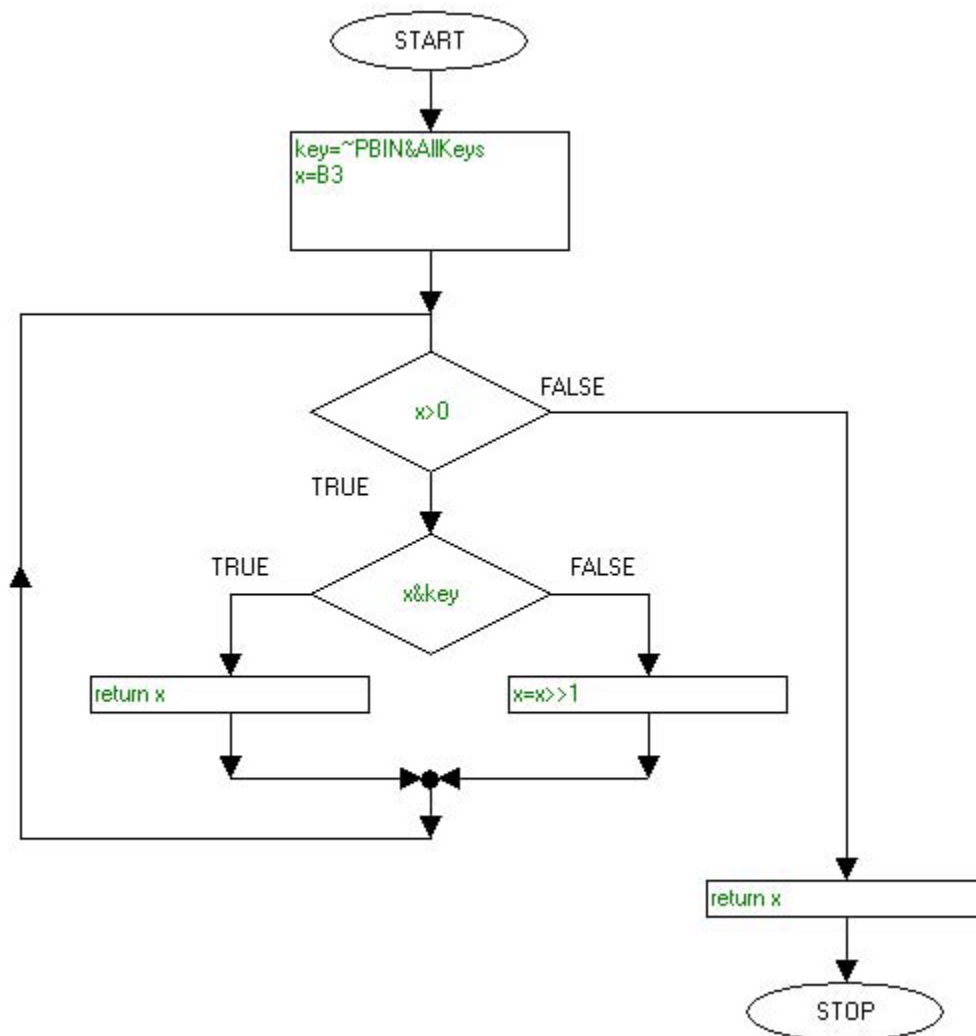 START
key=~PBIN&AllKeys
x=B3
x>0
FALSE
TRUE
x&key
TRUE
FALSE
return x
x=x>>1
return x
STOP